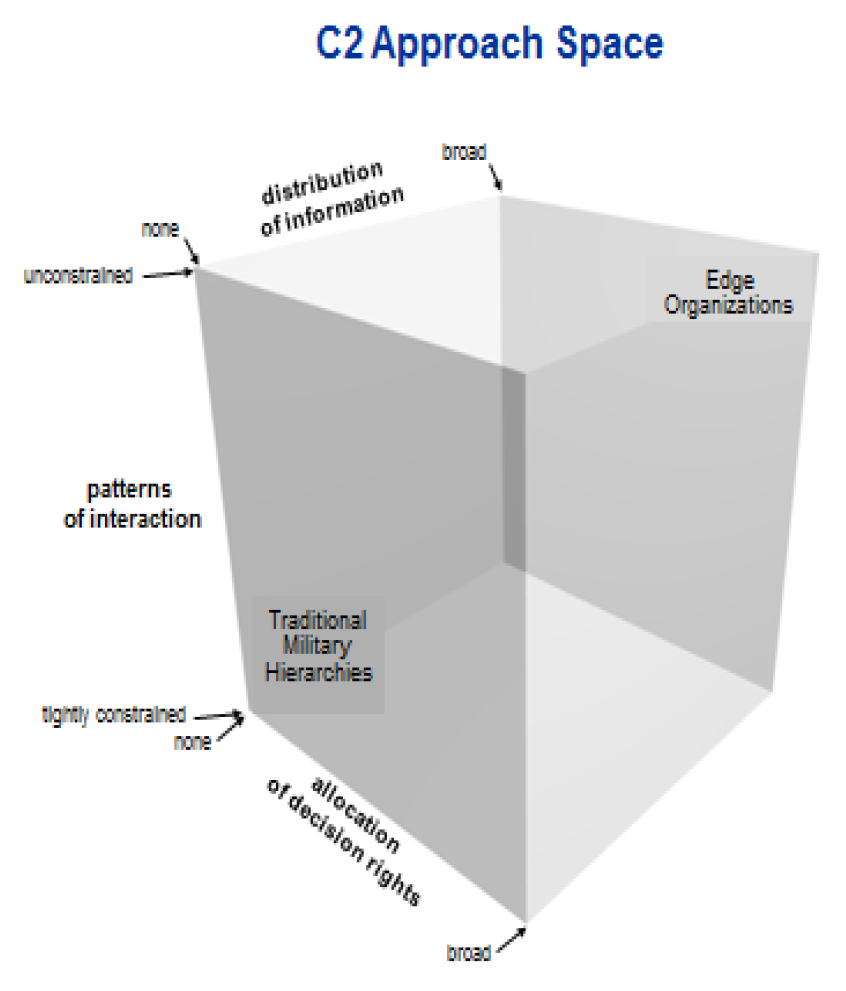 C2 Approach Space
broad
distribution
of information
none
unconstrained
Edge
Organizations
patterns
of interaction
Traditional
Military
Hierarchies
tightly constrained
none
allocation
of decision rights
broad